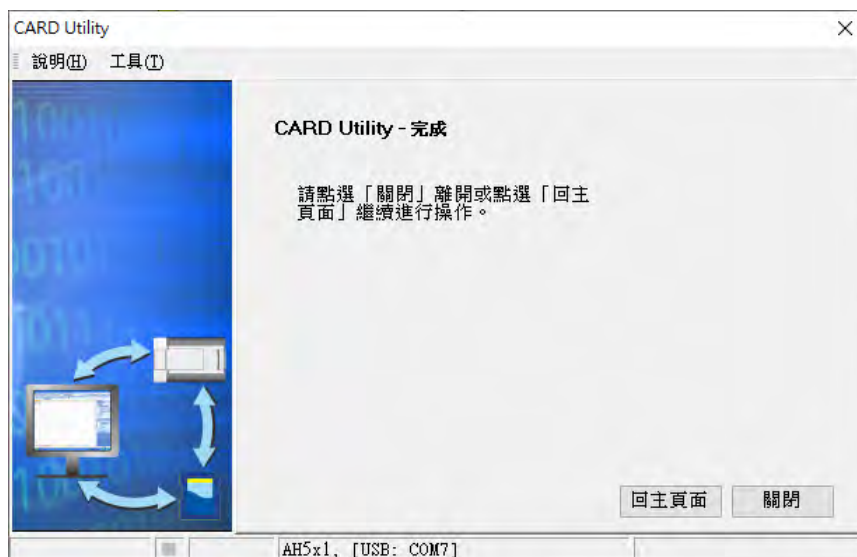 CARD Utility
說明(H) 工具(T)
CARD Utility - 完成
請點選「關閉」離開或點選「回主
頁面」繼續進行操作。
回主頁面 關閉
AH5x1, [USB: COM7]